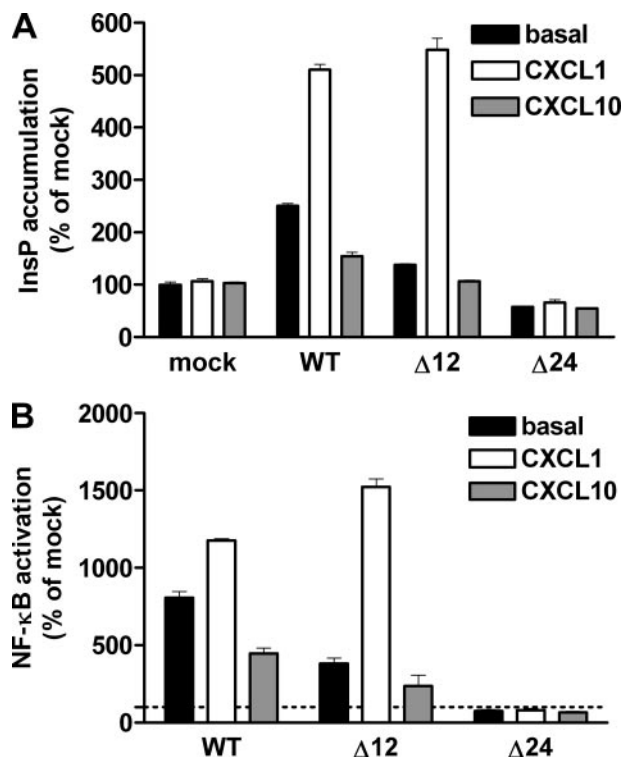 A
InsP accumulation
(% of mock)
600
500
400
300
200
100
0
basal
CXCL1
CXCL10
mock WT Δ12 Δ24
B
NF-κB activation
(% of mock)
2000
1500
1000
500
0
basal
CXCL1
CXCL10
WT Δ12 Δ24